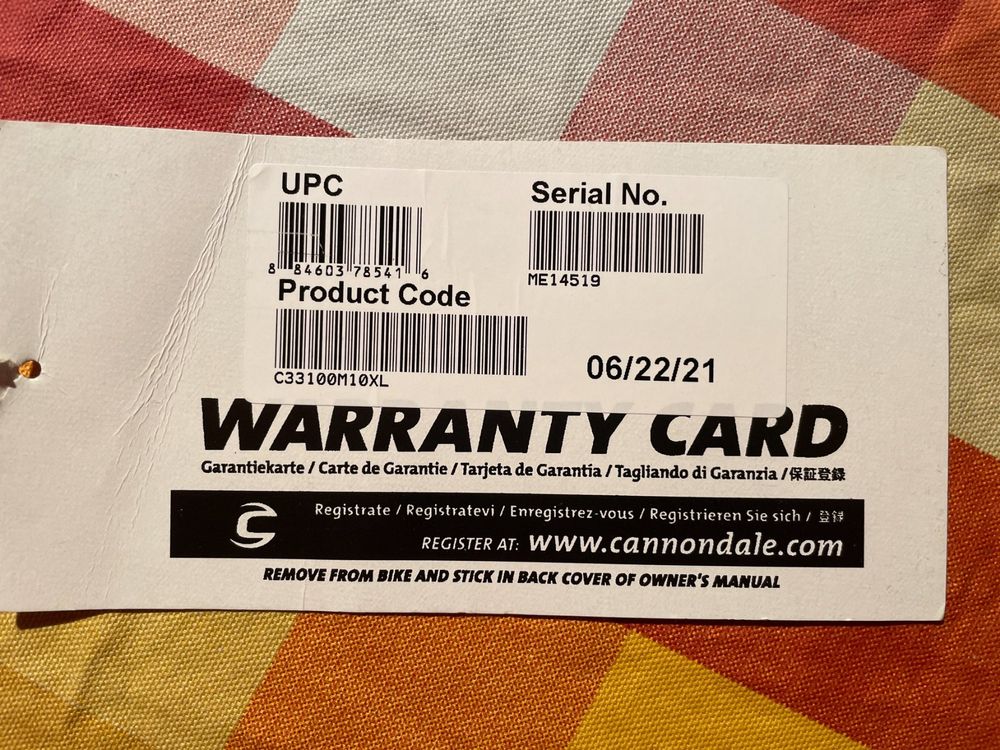 UPC
8 84603 78541 6
Serial No.
ME14519
Product Code
C33100M10XL
06/22/21
WARRANTY CARD
Garantiekarte / Carte de Garantie / Tarjeta de Garantía / Tagliando di Garanzia / 保証登録
Registrate / Registratevi / Enregistrez-vous / Registrieren Sie sich / 登録
REGISTER AT: www.cannondale.com
REMOVE FROM BIKE AND STICK IN BACK COVER OF OWNER'S MANUAL